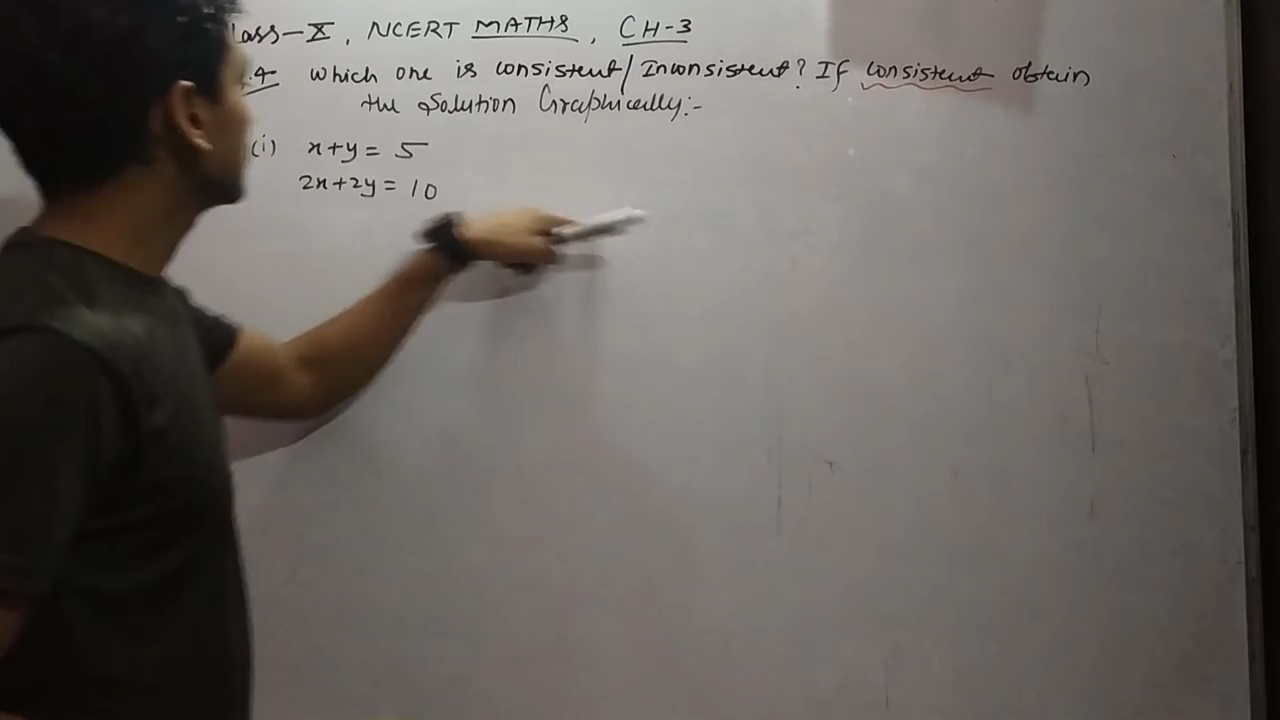 lass-X, NCERT MATHS, CH-3
.4 Which one is consistent/Inconsistent? If consistent obtain
the Solution Graphically:-
(i) x+y = 5
2x+2y = 10